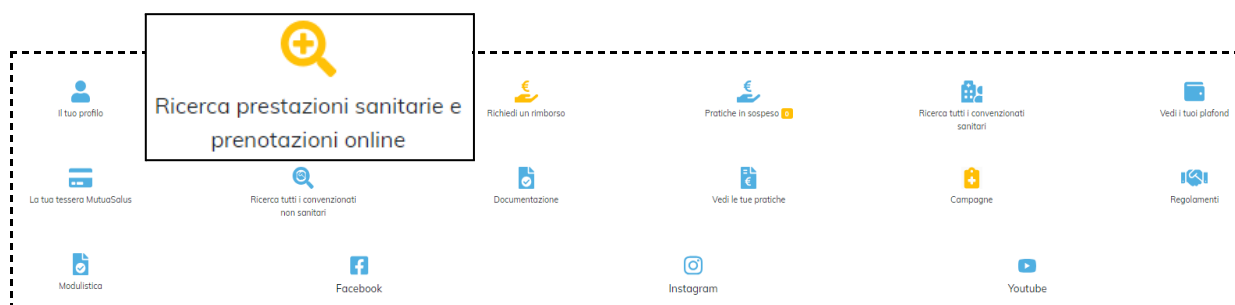 Il tuo profilo
Ricerca prestazioni sanitarie e
prenotazioni online
Richiedi un rimborso
Pratiche in sospeso 0
Ricerca tutti i convenzionati
sanitari
Vedi i tuoi plafond
La tua tessera MutuaSalus
Ricerca tutti i convenzionati
non sanitari
Documentazione
Vedi le tue pratiche
Campagne
Regolamenti
Modulistica
Facebook
Instagram
Youtube